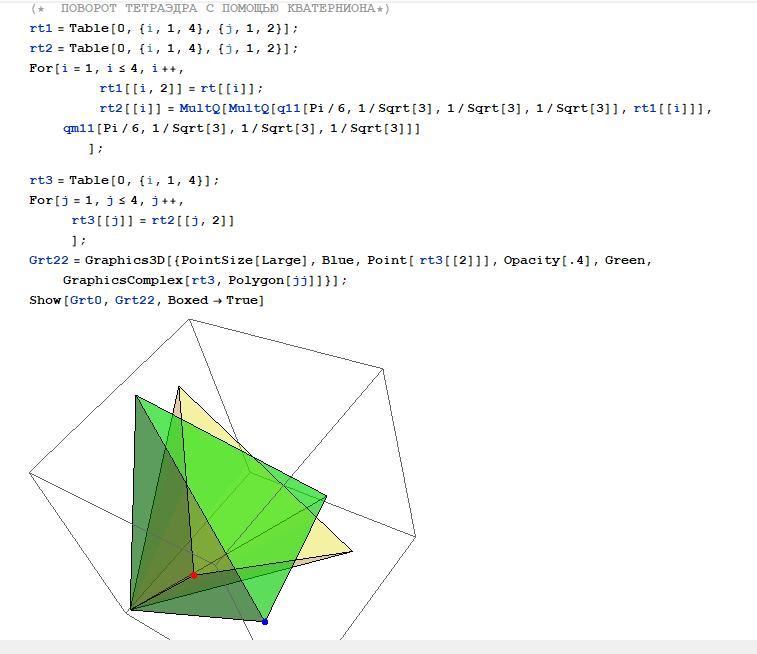 (⋆ ПОВОРОТ ТЕТРАЭДРА С ПОМОЩЬЮ КВАТЕРНИОНА⋆)
rt1 = Table[0, {i, 1, 4}, {j, 1, 2}];
rt2 = Table[0, {i, 1, 4}, {j, 1, 2}];
For[i = 1, i ≤ 4, i ++,
rt1[[i, 2]] = rt[[i]];
rt2[[i]] = MultQ[MultQ[q11[Pi / 6, 1 / Sqrt[3], 1 / Sqrt[3], 1 / Sqrt[3]], rt1[[i]]],
qm11[Pi / 6, 1 / Sqrt[3], 1 / Sqrt[3], 1 / Sqrt[3]]]
];
rt3 = Table[0, {i, 1, 4}];
For[j = 1, j ≤ 4, j ++,
rt3[[j]] = rt2[[j, 2]]
];
Grt22 = Graphics3D[{PointSize[Large], Blue, Point[ rt3[[2]]], Opacity[.4], Green,
GraphicsComplex[rt3, Polygon[jj]]}];
Show[Grt0, Grt22, Boxed → True]